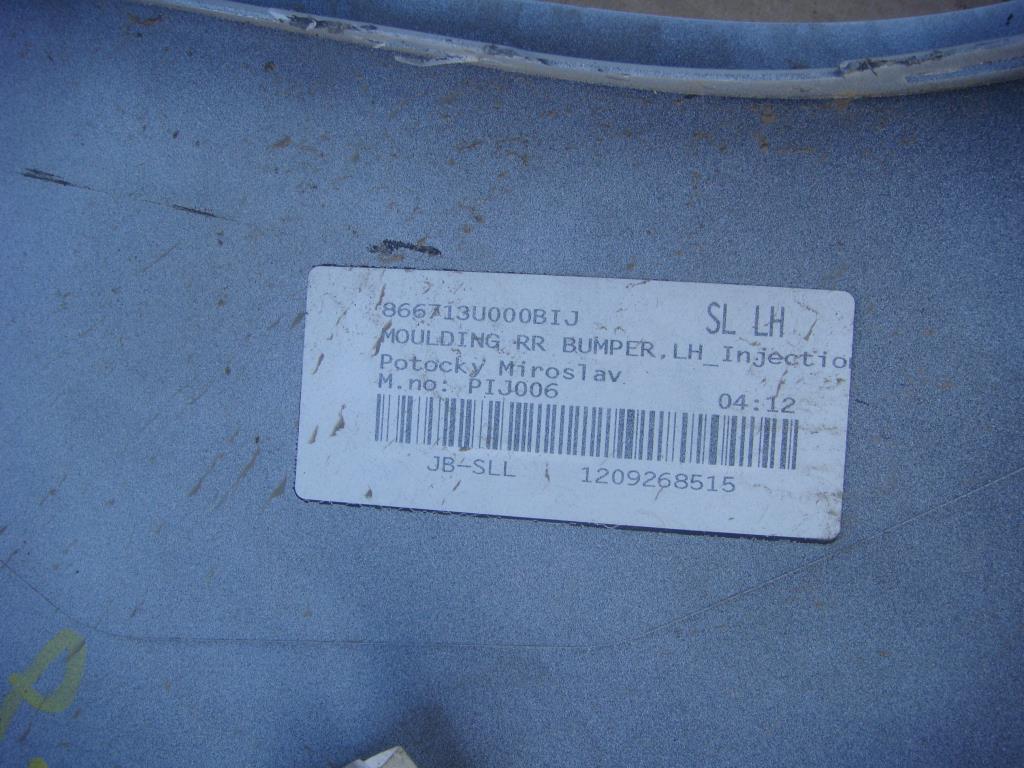 866713U000BIJ SL LH
MOULDING RR BUMPER,LH_Injectio
Potocky Miroslav
M.no: PIJ006 04:12
JB-SLL 1209268515